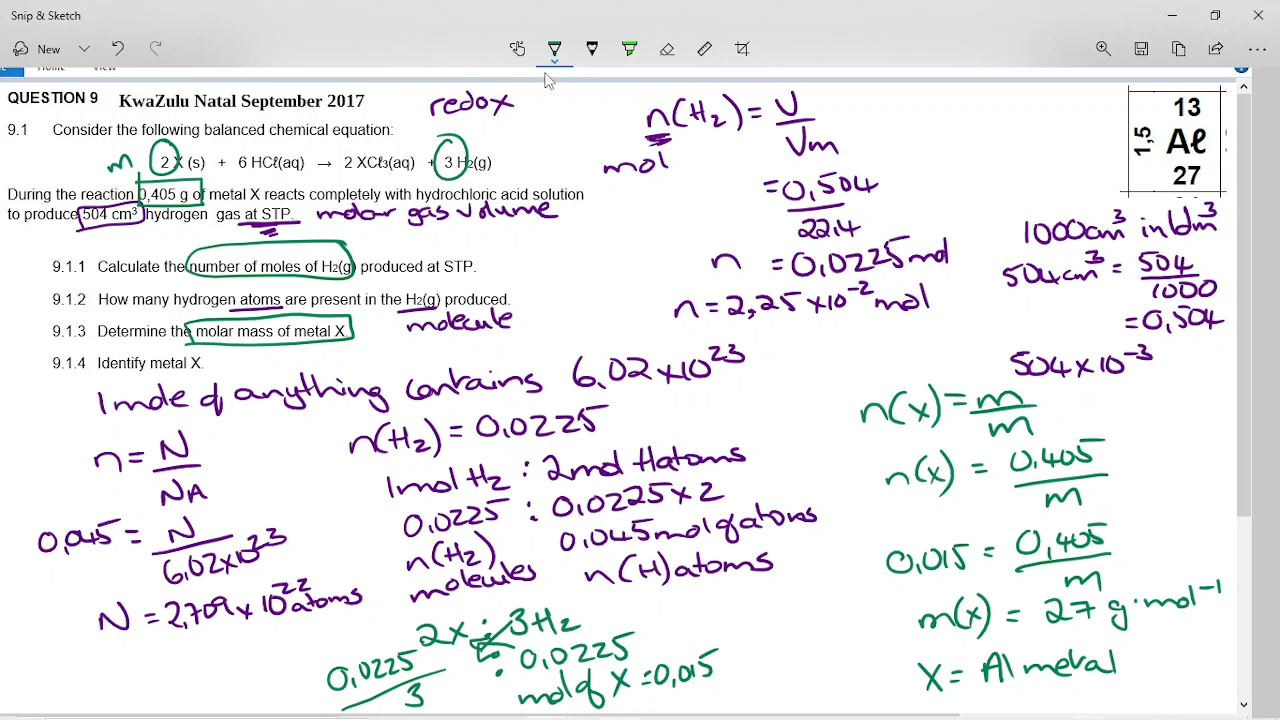 Snip & Sketch
New
QUESTION 9 KwaZulu Natal September 2017
redox
9.1 Consider the following balanced chemical equation:
m 2 X (s) + 6 HCℓ(aq) → 2 XCℓ3(aq) + 3 H2(g)
During the reaction 0,405 g of metal X reacts completely with hydrochloric acid solution
to produce 504 cm³ hydrogen gas at STP. molar gas volume
9.1.1 Calculate the number of moles of H2(g) produced at STP.
9.1.2 How many hydrogen atoms are present in the H2(g) produced.
molecule
9.1.3 Determine the molar mass of metal X.
9.1.4 Identify metal X.
n(H2) = V
Vm
mol
= 0,504
22.4
n = 0,0225 mol
n = 2,25 x 10⁻² mol
13
1,5 Aℓ
27
1000cm³ in 1dm³
504cm³ = 504
1000
= 0,504
504 x 10⁻³
1 mole of anything contains 6,02 x 10²³
n = N
NA
0,045 = N
6,02 x 10²³
N = 2,709 x 10²² atoms
n(H2) = 0,0225
1mol H2 : 2mol H atoms
0,0225 : 0,0225 x 2
0,045 mol of atoms
n(H2) n(H) atoms
molecules
2X : 3H2
0,0225 : 0,0225
3
mol of X = 0,015
n(x) = m
m
n(x) = 0,405
m
0,015 = 0,405
m
m(x) = 27 g·mol⁻¹
X = Al metal